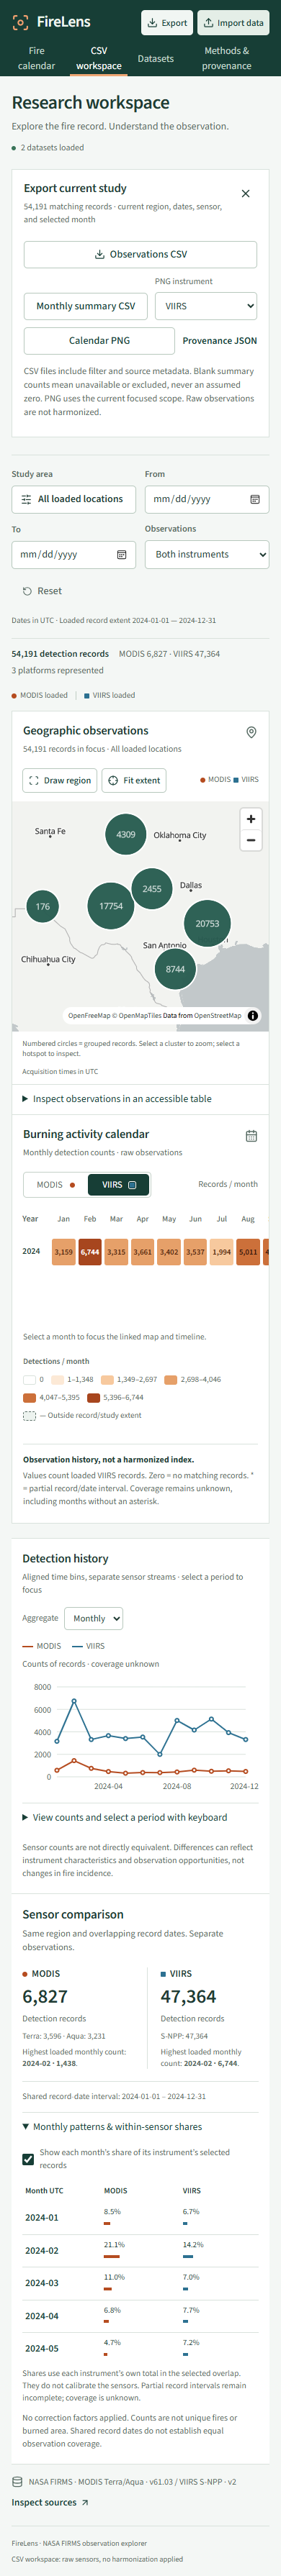 FireLens
Export
Import data
Fire calendar
CSV workspace
Datasets
Methods & provenance
Research workspace
Explore the fire record. Understand the observation.
2 datasets loaded
Export current study
54,191 matching records · current region, dates, sensor, and selected month
Observations CSV
PNG instrument
Monthly summary CSV
VIIRS
Calendar PNG
Provenance JSON
CSV files include filter and source metadata. Blank summary counts mean unavailable or excluded, never an assumed zero. PNG uses the current focused scope. Raw observations are not harmonized.
Study area
From
All loaded locations
mm/dd/yyyy
To
Observations
mm/dd/yyyy
Both instruments
Reset
Dates in UTC · Loaded record extent 2024-01-01 — 2024-12-31
54,191 detection records
MODIS 6,827 · VIIRS 47,364
3 platforms represented
MODIS loaded
VIIRS loaded
Geographic observations
54,191 records in focus · All loaded locations
Draw region
Fit extent
MODIS
VIIRS
Santa Fe
4309
Oklahoma City
+
−
176
17754
2455
Dallas
20753
San Antonio
Chihuahua City
8744
OpenFreeMap © OpenMapTiles Data from OpenStreetMap
Numbered circles = grouped records. Select a cluster to zoom; select a hotspot to inspect.
Acquisition times in UTC
Inspect observations in an accessible table
Burning activity calendar
Monthly detection counts · raw observations
MODIS
VIIRS
Records / month
Year Jan Feb Mar Apr May Jun Jul Aug
2024 3,159 6,744 3,315 3,661 3,402 3,537 1,994 5,011 4
Select a month to focus the linked map and timeline.
Detections / month
0 1–1,348 1,349–2,697 2,698–4,046
4,047–5,395 5,396–6,744
— Outside record/study extent
Observation history, not a harmonized index.
Values count loaded VIIRS records. Zero = no matching records. * = partial record/date interval. Coverage remains unknown, including months without an asterisk.
Detection history
Aligned time bins, separate sensor streams · select a period to focus
Aggregate
Monthly
MODIS
VIIRS
Counts of records · coverage unknown
8000
6000
4000
2000
0
2024-04 2024-08 2024-12
View counts and select a period with keyboard
Sensor counts are not directly equivalent. Differences can reflect instrument characteristics and observation opportunities, not changes in fire incidence.
Sensor comparison
Same region and overlapping record dates. Separate observations.
MODIS
6,827
Detection records
Terra: 3,596 · Aqua: 3,231
Highest loaded monthly count: 2024-02 · 1,438.
VIIRS
47,364
Detection records
S-NPP: 47,364
Highest loaded monthly count: 2024-02 · 6,744.
Shared record-date interval: 2024-01-01 – 2024-12-31
Monthly patterns & within-sensor shares
Show each month's share of its instrument's selected records
Month UTC MODIS VIIRS
2024-01 8.5% 6.7%
2024-02 21.1% 14.2%
2024-03 11.0% 7.0%
2024-04 6.8% 7.7%
2024-05 4.7% 7.2%
Shares use each instrument's own total in the selected overlap. They do not calibrate the sensors. Partial record intervals remain incomplete; coverage is unknown.
No correction factors applied. Counts are not unique fires or burned area. Shared record dates do not establish equal observation coverage.
NASA FIRMS · MODIS Terra/Aqua · v61.03 / VIIRS S-NPP · v2
Inspect sources
FireLens · NASA FIRMS observation explorer
CSV workspace: raw sensors, no harmonization applied